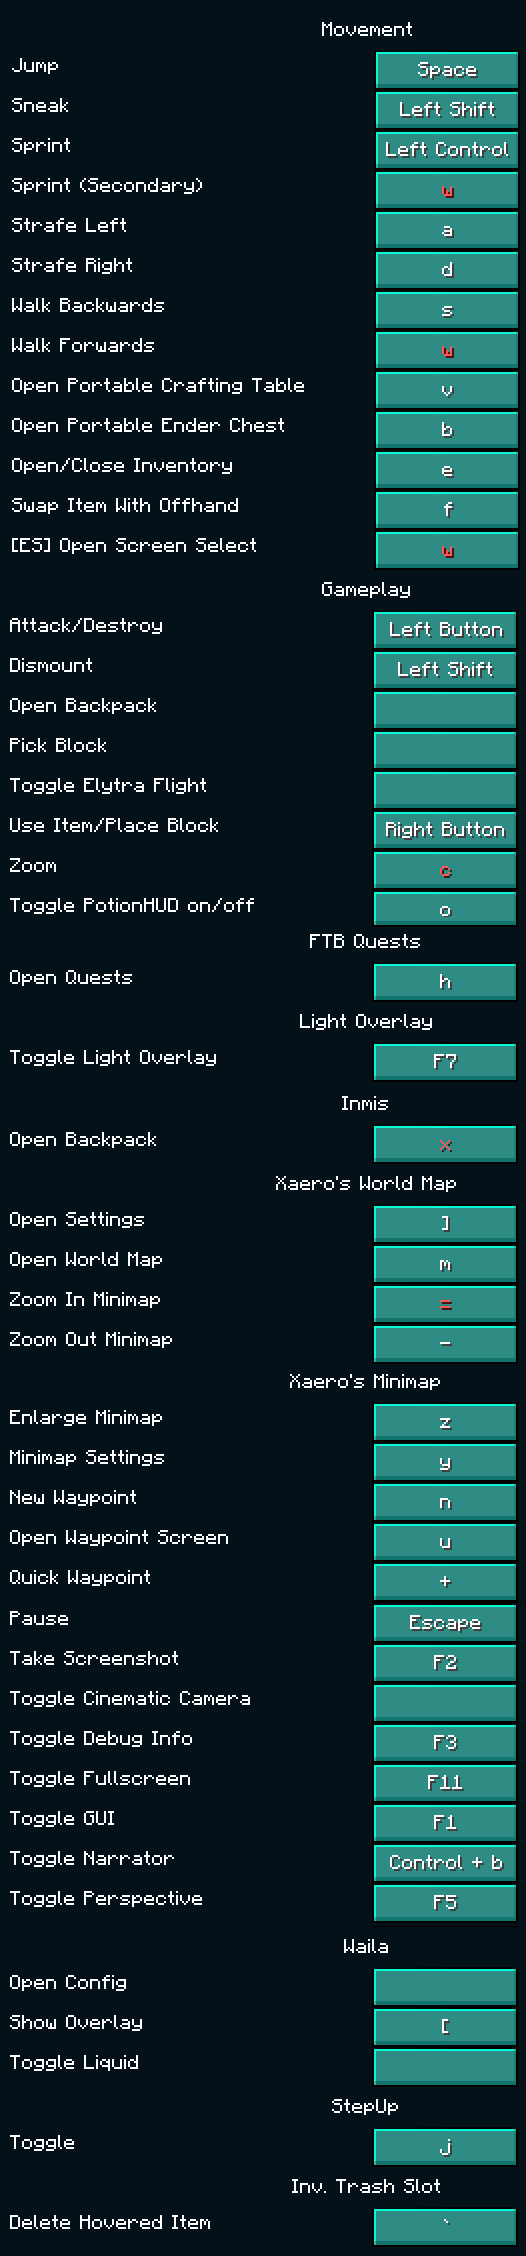 Movement
Jump Space
Sneak Left Shift
Sprint Left Control
Sprint (Secondary) w
Strafe Left a
Strafe Right d
Walk Backwards s
Walk Forwards w
Open Portable Crafting Table v
Open Portable Ender Chest b
Open/Close Inventory e
Swap Item With Offhand f
[ES] Open Screen Select w
Gameplay
Attack/Destroy Left Button
Dismount Left Shift
Open Backpack
Pick Block
Toggle Elytra Flight
Use Item/Place Block Right Button
Zoom c
Toggle PotionHUD on/off o
FTB Quests
Open Quests h
Light Overlay
Toggle Light Overlay F7
Inmis
Open Backpack x
Xaero's World Map
Open Settings ]
Open World Map m
Zoom In Minimap =
Zoom Out Minimap -
Xaero's Minimap
Enlarge Minimap z
Minimap Settings y
New Waypoint n
Open Waypoint Screen u
Quick Waypoint +
Pause Escape
Take Screenshot F2
Toggle Cinematic Camera
Toggle Debug Info F3
Toggle Fullscreen F11
Toggle GUI F1
Toggle Narrator Control + b
Toggle Perspective F5
Waila
Open Config
Show Overlay [
Toggle Liquid
StepUp
Toggle j
Inv. Trash Slot
Delete Hovered Item `